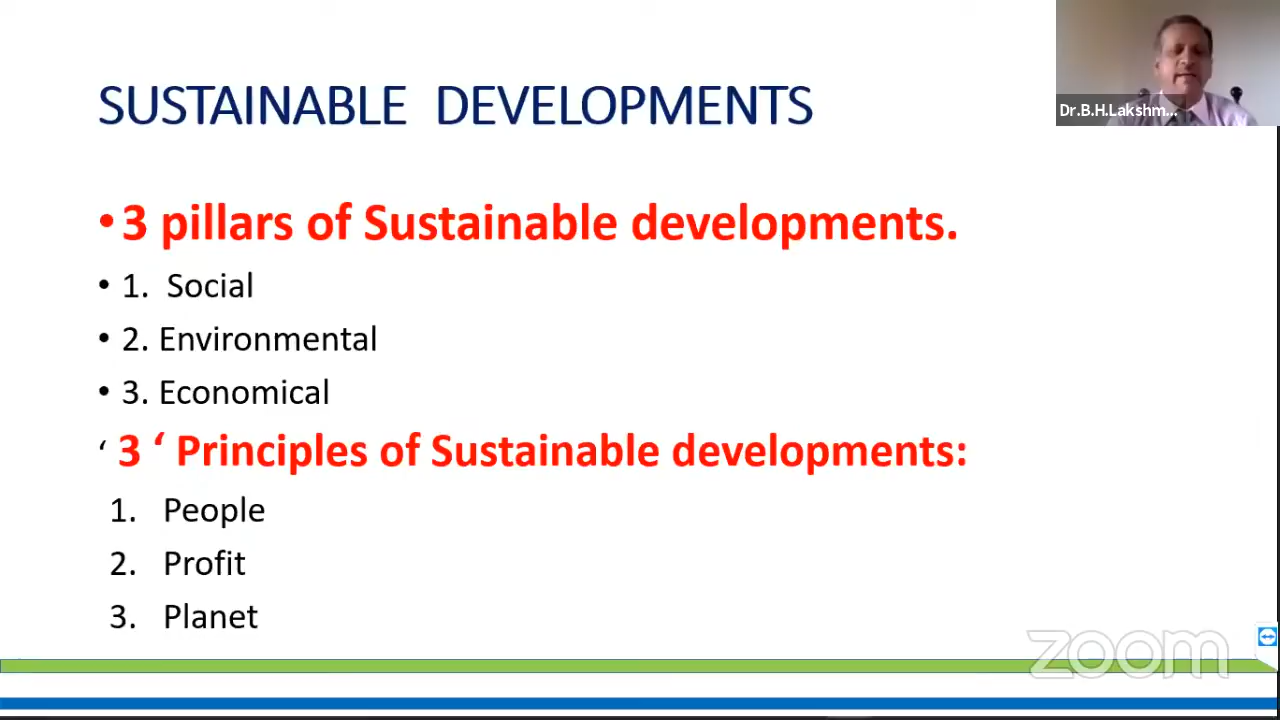 SUSTAINABLE DEVELOPMENTS
Dr.B.H.Lakshm...
•3 pillars of Sustainable developments.
• 1. Social
• 2. Environmental
• 3. Economical
‘ 3 ‘ Principles of Sustainable developments:
1. People
2. Profit
3. Planet
zoom